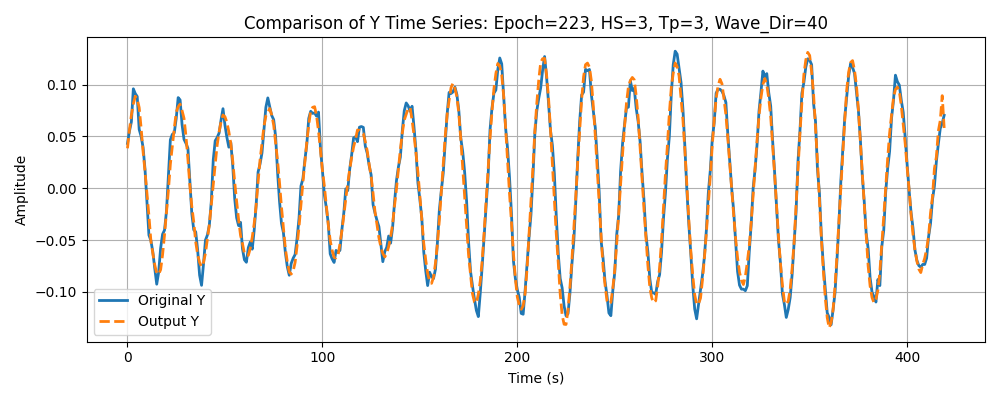 Comparison of Y Time Series: Epoch=223, HS=3, Tp=3, Wave_Dir=40
Amplitude
0.10
0.05
0.00
−0.05
−0.10
Original Y
Output Y
0 100 200 300 400
Time (s)